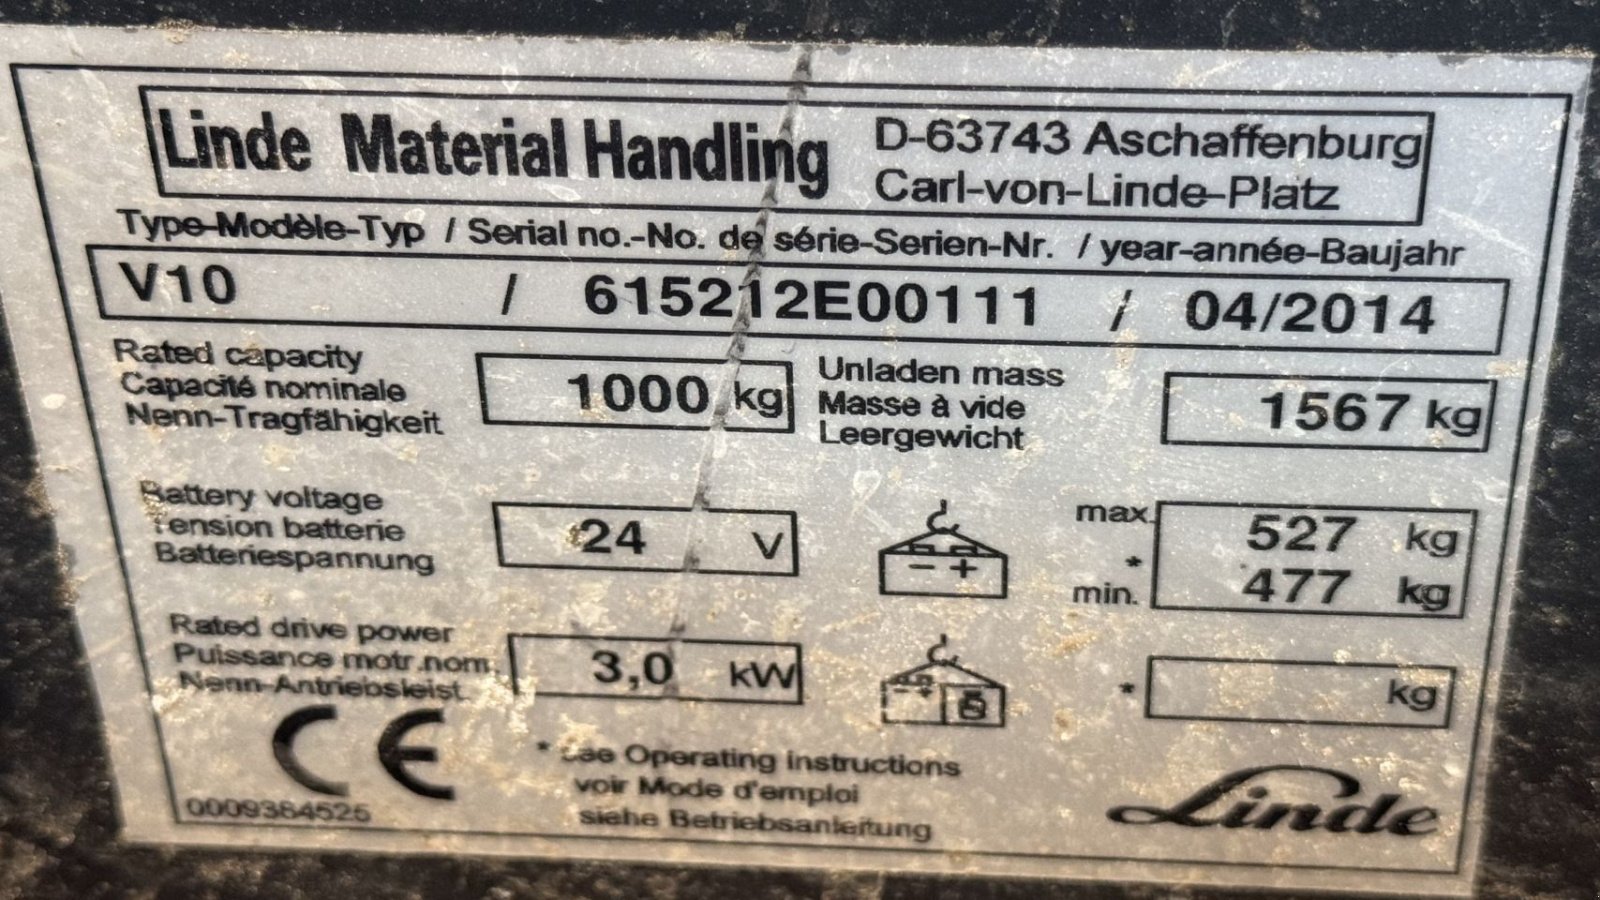 Linde Material Handling
D-63743 Aschaffenburg
Carl-von-Linde-Platz
Type-Modèle-Typ / Serial no.-No. de série-Serien-Nr. / year-année-Baujahr
V10 / 615212E00111 / 04/2014
Rated capacity
Capacité nominale
Nenn-Tragfähigkeit
1000 kg
Unladen mass
Masse à vide
Leergewicht
1567 kg
Battery voltage
Tension batterie
Batteriespannung
24 V
- +
max. 527 kg
*
min. 477 kg
Rated drive power
Puissance motr.nom.
Nenn-Antriebsleist.
3,0 kW
- +
* kg
CE
0009384525
* See Operating instructions
voir Mode d'emploi
siehe Betriebsanleitung
Linde